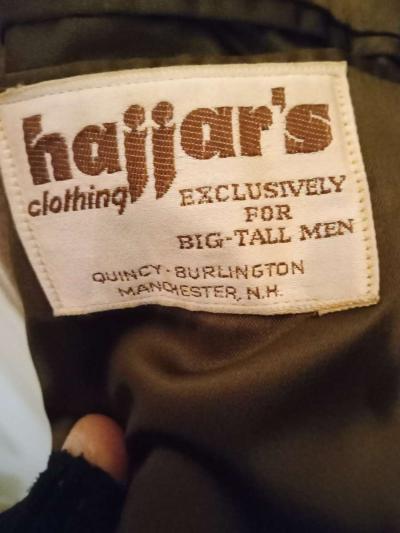 hajjar's
clothing
EXCLUSIVELY
FOR
BIG-TALL MEN
QUINCY·BURLINGTON
MANCHESTER, N.H.